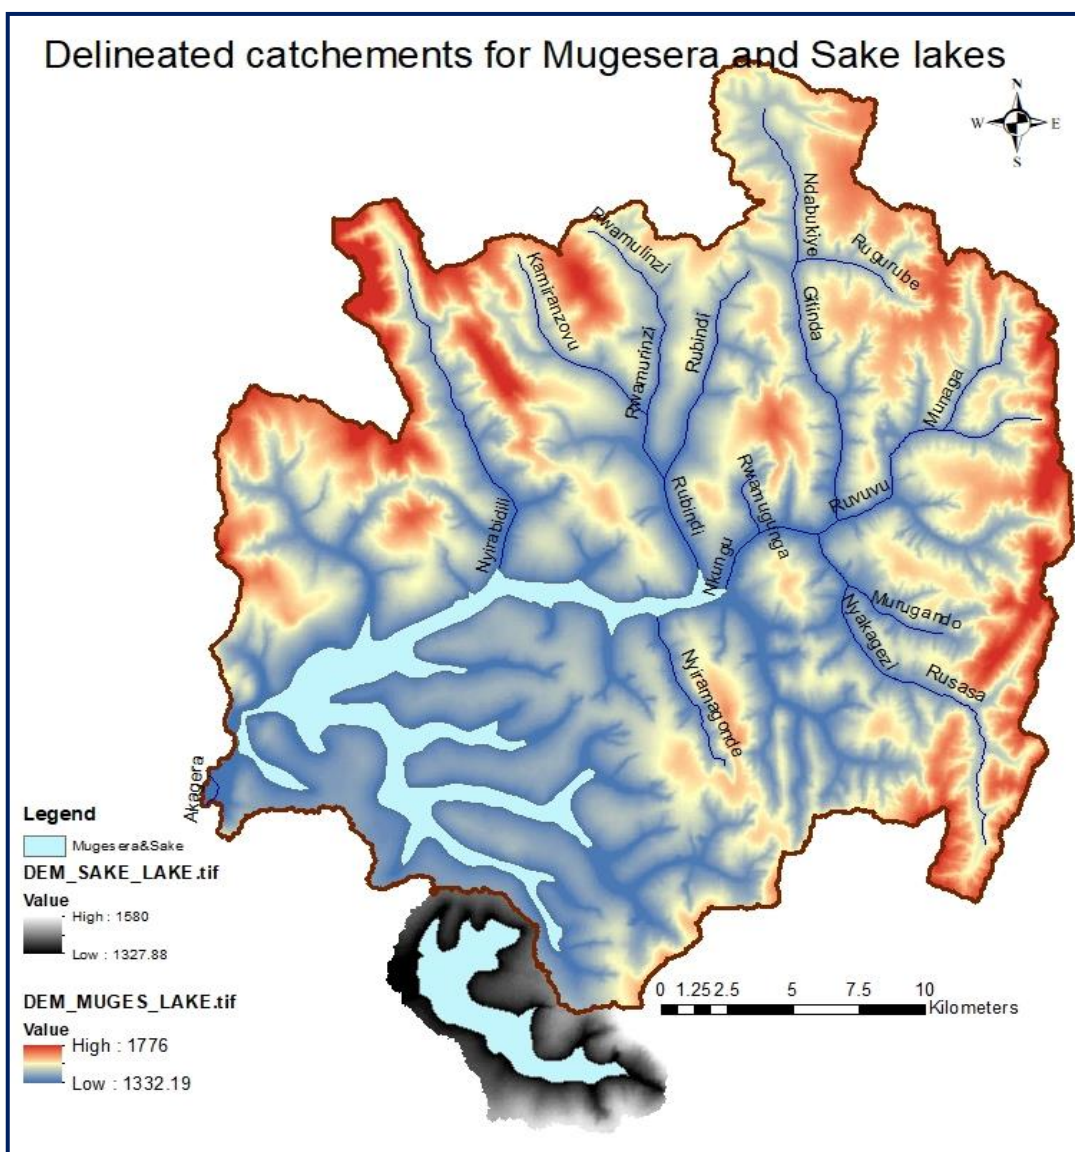 Delineated catchements for Mugesera and Sake lakes
N
W
E
S
Ndabukiye
Rwamulinzi
Rugurube
Kamiranzovu
Gitinda
Rwamurinzi
Rubindi
Munaga
Rwamugunga
Ruvuvu
Rubindi
Nyirabidili
Nkungu
Murugando
Nyakagezi
Rusasa
Nyiramagonde
Akagera
Legend
Mugesera&Sake
DEM_SAKE_LAKE.tif
Value
High : 1580
Low : 1327.88
DEM_MUGES_LAKE.tif
Value
High : 1776
Low : 1332.19
0 1.25 2.5 5 7.5 10
Kilometers